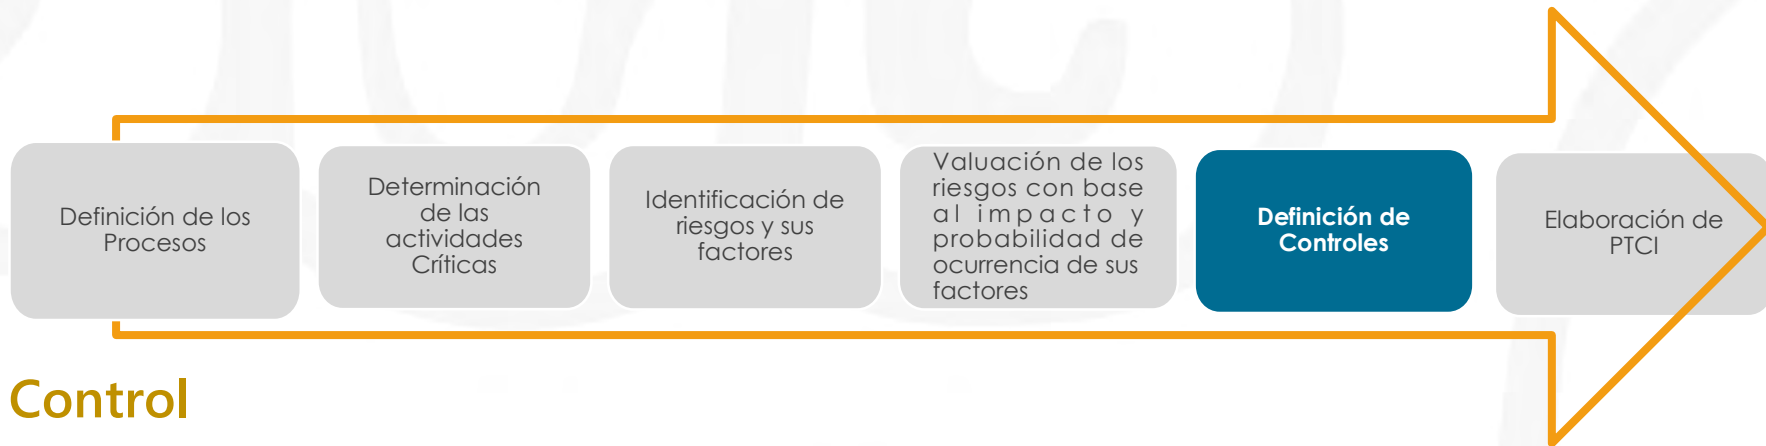 Definición de los
Procesos
Determinación
de las
actividades
Críticas
Identificación de
riesgos y sus
factores
Valuación de los
riesgos con base
al impacto y
probabilidad de
ocurrencia de sus
factores
Definición de
Controles
Elaboración de
PTCI
Control